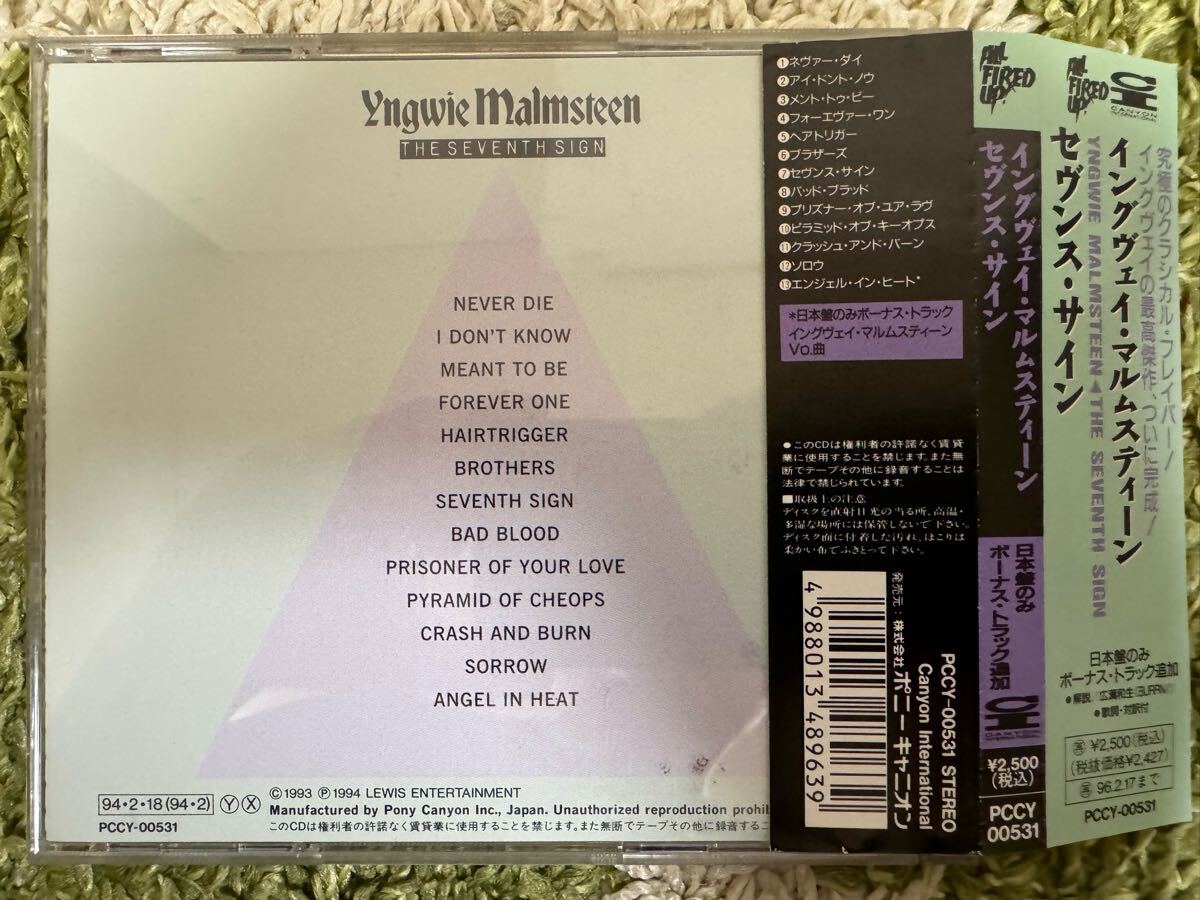 Yngwie Malmsteen
THE SEVENTH SIGN
NEVER DIE
I DON'T KNOW
MEANT TO BE
FOREVER ONE
HAIRTRIGGER
BROTHERS
SEVENTH SIGN
BAD BLOOD
PRISONER OF YOUR LOVE
PYRAMID OF CHEOPS
CRASH AND BURN
SORROW
ANGEL IN HEAT
94・2・18(94・2) Ⓨ Ⓧ
PCCY-00531
©1993 Ⓟ1994 LEWIS ENTERTAINMENT
Manufactured by Pony Canyon Inc., Japan. Unauthorized reproduction
このCDは権利者の許諾なく賃貸業に使用することを禁じます。また無断でテープその他に録音する
①ネヴァー・ダイ
②アイ・ドント・ノウ
③メント・トゥ・ビー
④フォーエヴァー・ワン
⑤ヘアトリガー
⑥ブラザーズ
⑦セヴンス・サイン
⑧バッド・ブラッド
⑨プリズナー・オブ・ユア・ラヴ
⑩ピラミッド・オブ・キーオプス
⑪クラッシュ・アンド・バーン
⑫ソロウ
⑬エンジェル・イン・ヒート*
*日本盤のみボーナス・トラック
イングヴェイ・マルムスティーン
Vo.曲
●このCDは権利者の許諾なく賃貸
業に使用することを禁じます。また無
断でテープその他に録音することは
法律で禁じられています。
■取扱上の注意
ディスクを直射日光の当る所、高温・
多湿な場所には保管しないで下さい。
ディスク面に付着した汚れ、ほこりは
柔かい布でふきとって下さい。
4 988013 489639
発売元:株式会社ポニーキャニオン
PCCY-00531 STEREO
Canyon International
ALL FIRED UP!
イングヴェイ・マルムスティーン
セヴンス・サイン
日本盤のみ
ボーナス・トラック追加
CANYON
¥2,500
(税込)
PCCY
00531
ALL FIRED UP!
CANYON
INTERNATIONAL
究極のクラシカル・フレイバー!
イングヴェイの最高傑作、ついに完成!
イングヴェイ・マルムスティーン
YNGWIE MALMSTEEN▲THE SEVENTH SIGN
セヴンス・サイン
日本盤のみ
ボーナス・トラック追加
●解説/広瀬和生(BURRN!)
●歌詞・対訳付
¥2,500(税込)
(税抜価格¥2,427)
96.2.17まで
PCCY-00531